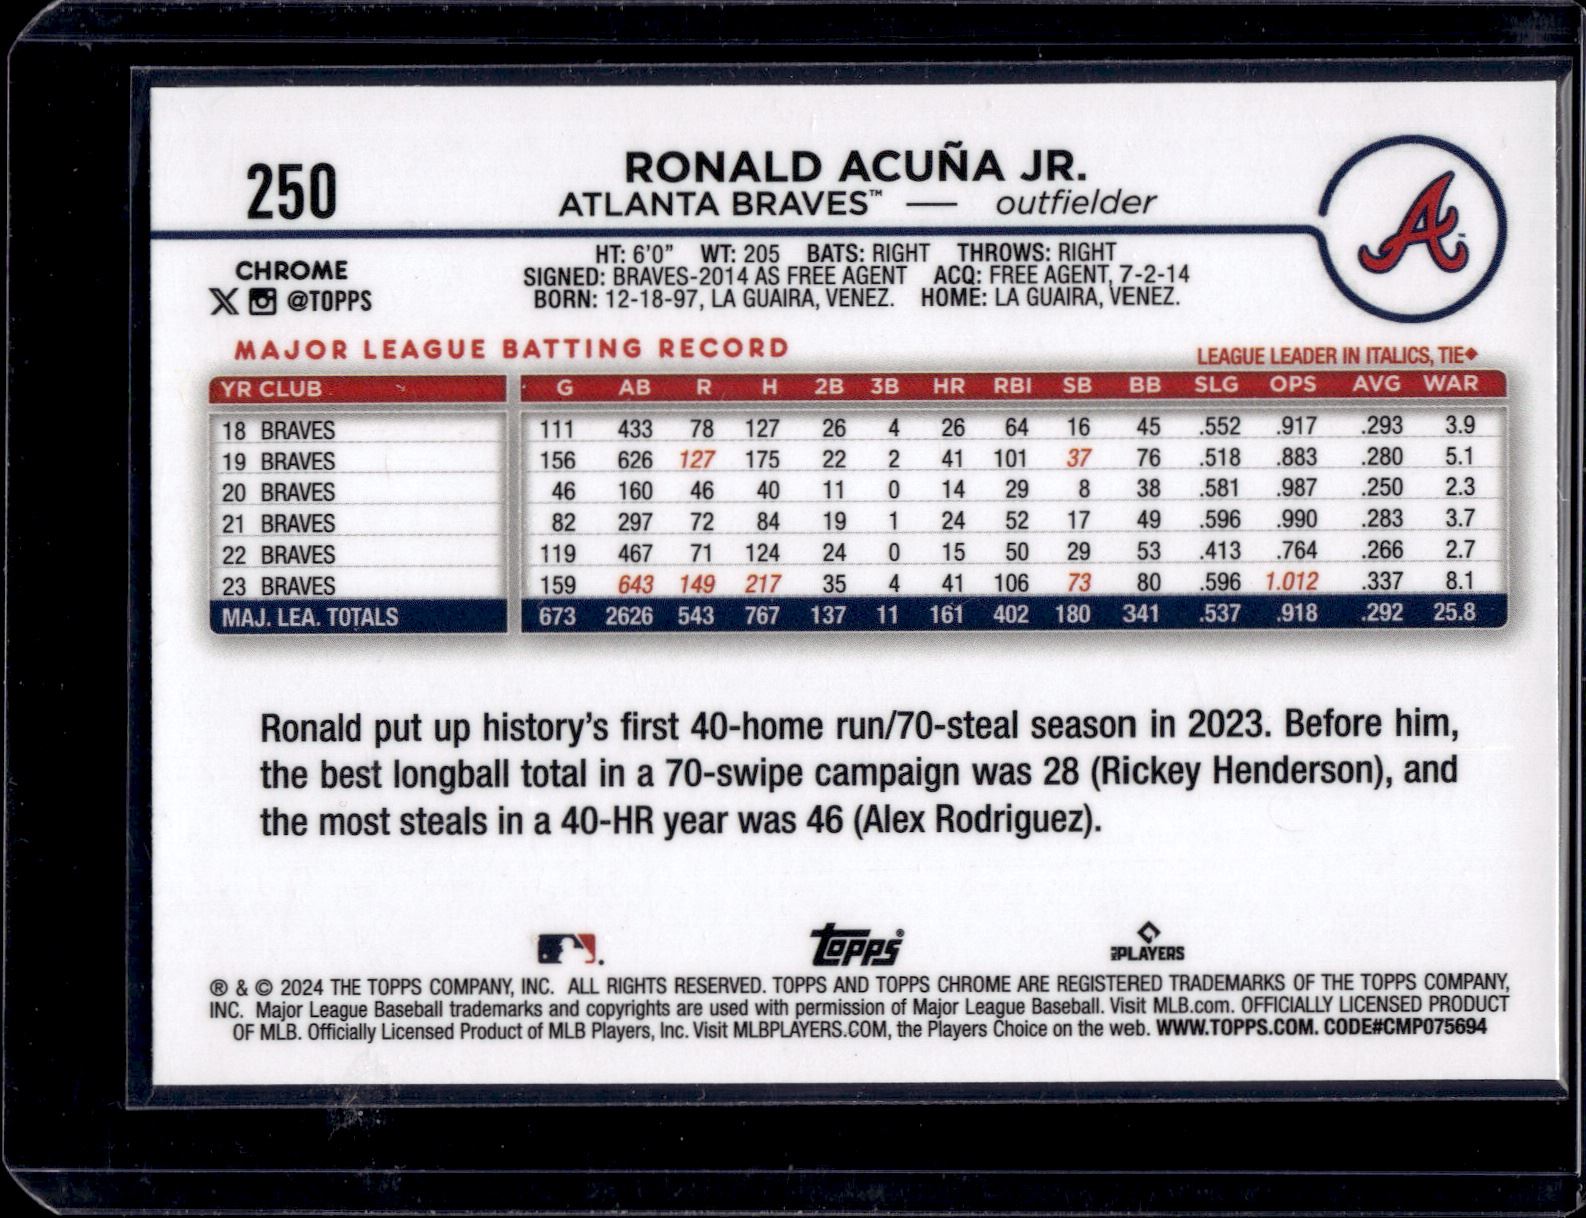 250
RONALD ACUÑA JR.
ATLANTA BRAVES™ — outfielder
A
CHROME
X @TOPPS
HT: 6'0" WT: 205 BATS: RIGHT THROWS: RIGHT
SIGNED: BRAVES-2014 AS FREE AGENT ACQ: FREE AGENT, 7-2-14
BORN: 12-18-97, LA GUAIRA, VENEZ. HOME: LA GUAIRA, VENEZ.
MAJOR LEAGUE BATTING RECORD
LEAGUE LEADER IN ITALICS, TIE♦
YR CLUB G AB R H 2B 3B HR RBI SB BB SLG OPS AVG WAR
18 BRAVES 111 433 78 127 26 4 26 64 16 45 .552 .917 .293 3.9
19 BRAVES 156 626 127 175 22 2 41 101 37 76 .518 .883 .280 5.1
20 BRAVES 46 160 46 40 11 0 14 29 8 38 .581 .987 .250 2.3
21 BRAVES 82 297 72 84 19 1 24 52 17 49 .596 .990 .283 3.7
22 BRAVES 119 467 71 124 24 0 15 50 29 53 .413 .764 .266 2.7
23 BRAVES 159 643 149 217 35 4 41 106 73 80 .596 1.012 .337 8.1
MAJ. LEA. TOTALS 673 2626 543 767 137 11 161 402 180 341 .537 .918 .292 25.8
Ronald put up history's first 40-home run/70-steal season in 2023. Before him,
the best longball total in a 70-swipe campaign was 28 (Rickey Henderson), and
the most steals in a 40-HR year was 46 (Alex Rodriguez).
Topps®
MLB PLAYERS
® & © 2024 THE TOPPS COMPANY, INC. ALL RIGHTS RESERVED. TOPPS AND TOPPS CHROME ARE REGISTERED TRADEMARKS OF THE TOPPS COMPANY,
INC. Major League Baseball trademarks and copyrights are used with permission of Major League Baseball. Visit MLB.com. OFFICIALLY LICENSED PRODUCT
OF MLB. Officially Licensed Product of MLB Players, Inc. Visit MLBPLAYERS.COM, the Players Choice on the web. WWW.TOPPS.COM. CODE#CMP075694